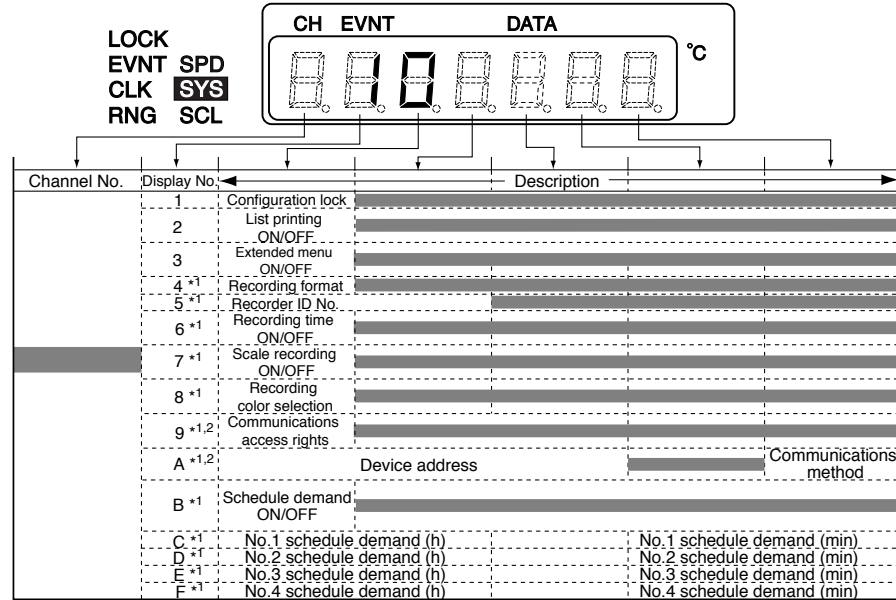 CH EVNT DATA
LOCK
EVNT SPD
CLK SYS
RNG SCL
10
°C
Channel No. Display No. Description
1 Configuration lock
2 List printing
ON/OFF
3 Extended menu
ON/OFF
4 *1 Recording format
5 *1 Recorder ID No.
6 *1 Recording time
ON/OFF
7 *1 Scale recording
ON/OFF
8 *1 Recording
color selection
9 *1,2 Communications
access rights
A *1,2 Device address Communications
method
B *1 Schedule demand
ON/OFF
C *1 No.1 schedule demand (h) No.1 schedule demand (min)
D *1 No.2 schedule demand (h) No.2 schedule demand (min)
E *1 No.3 schedule demand (h) No.3 schedule demand (min)
F *1 No.4 schedule demand (h) No.4 schedule demand (min)